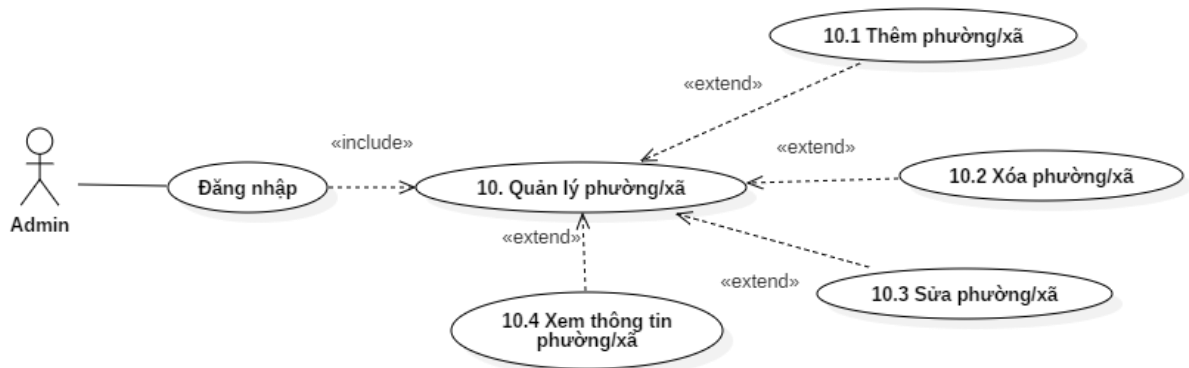 10.1 Thêm phường/xã
«extend»
«include»
«extend»
Đăng nhập
10. Quản lý phường/xã
10.2 Xóa phường/xã
Admin
«extend»
«extend»
10.3 Sửa phường/xã
10.4 Xem thông tin
phường/xã